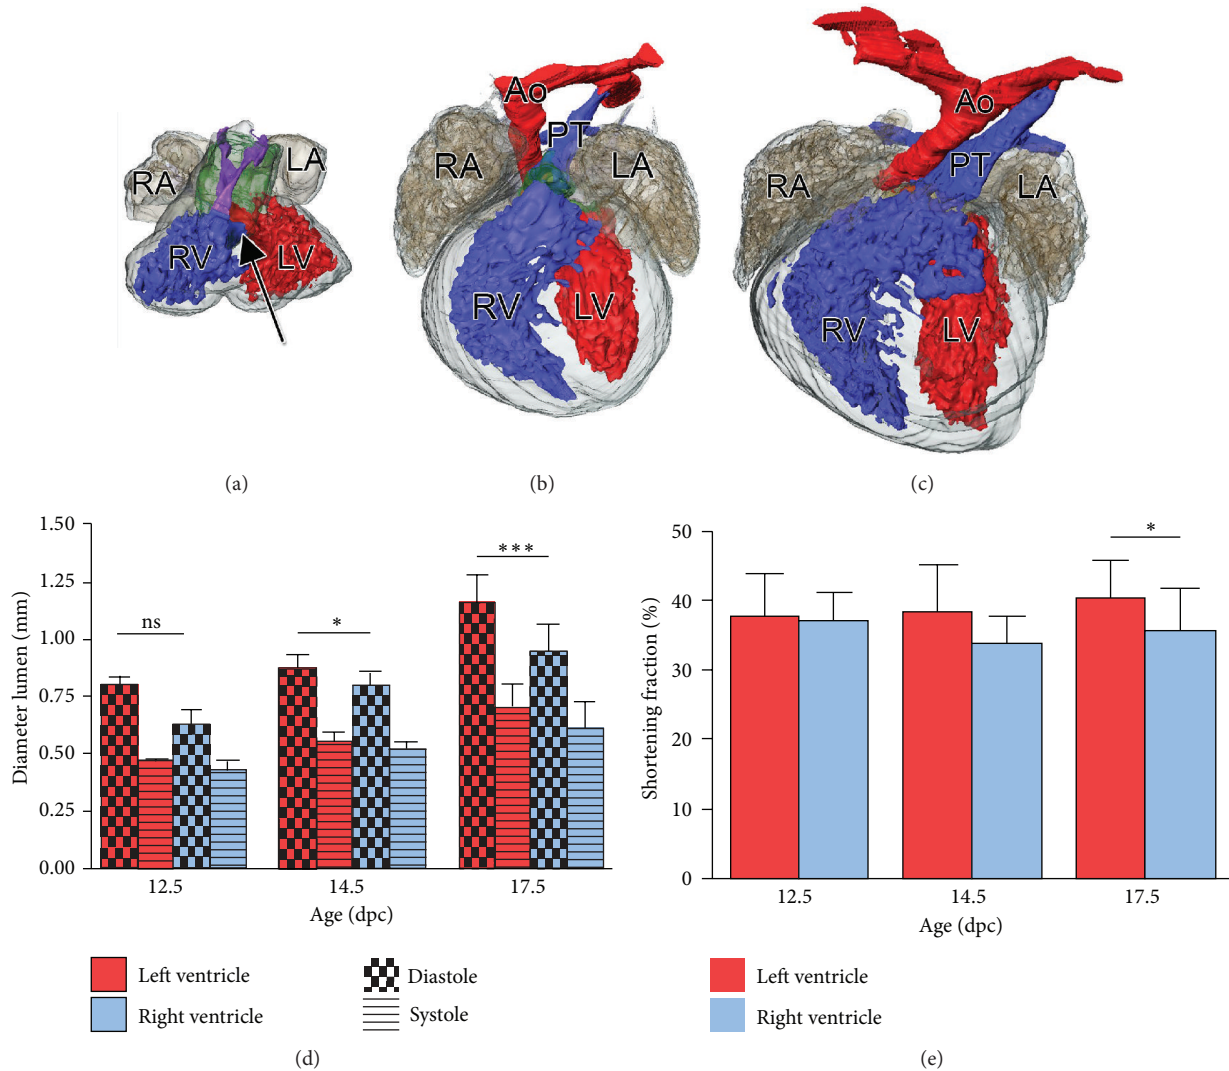 RA
LA
RV
LV
(a)
Ao
PT
RA
LA
RV
LV
(b)
Ao
PT
RA
LA
RV
LV
(c)
Diameter lumen (mm)
1.50
1.25
1.00
0.75
0.50
0.25
0.00
ns
*
***
12.5 14.5 17.5
Age (dpc)
Left ventricle
Right ventricle
Diastole
Systole
(d)
Shortening fraction (%)
50
40
30
20
10
0
*
12.5 14.5 17.5
Age (dpc)
Left ventricle
Right ventricle
(e)